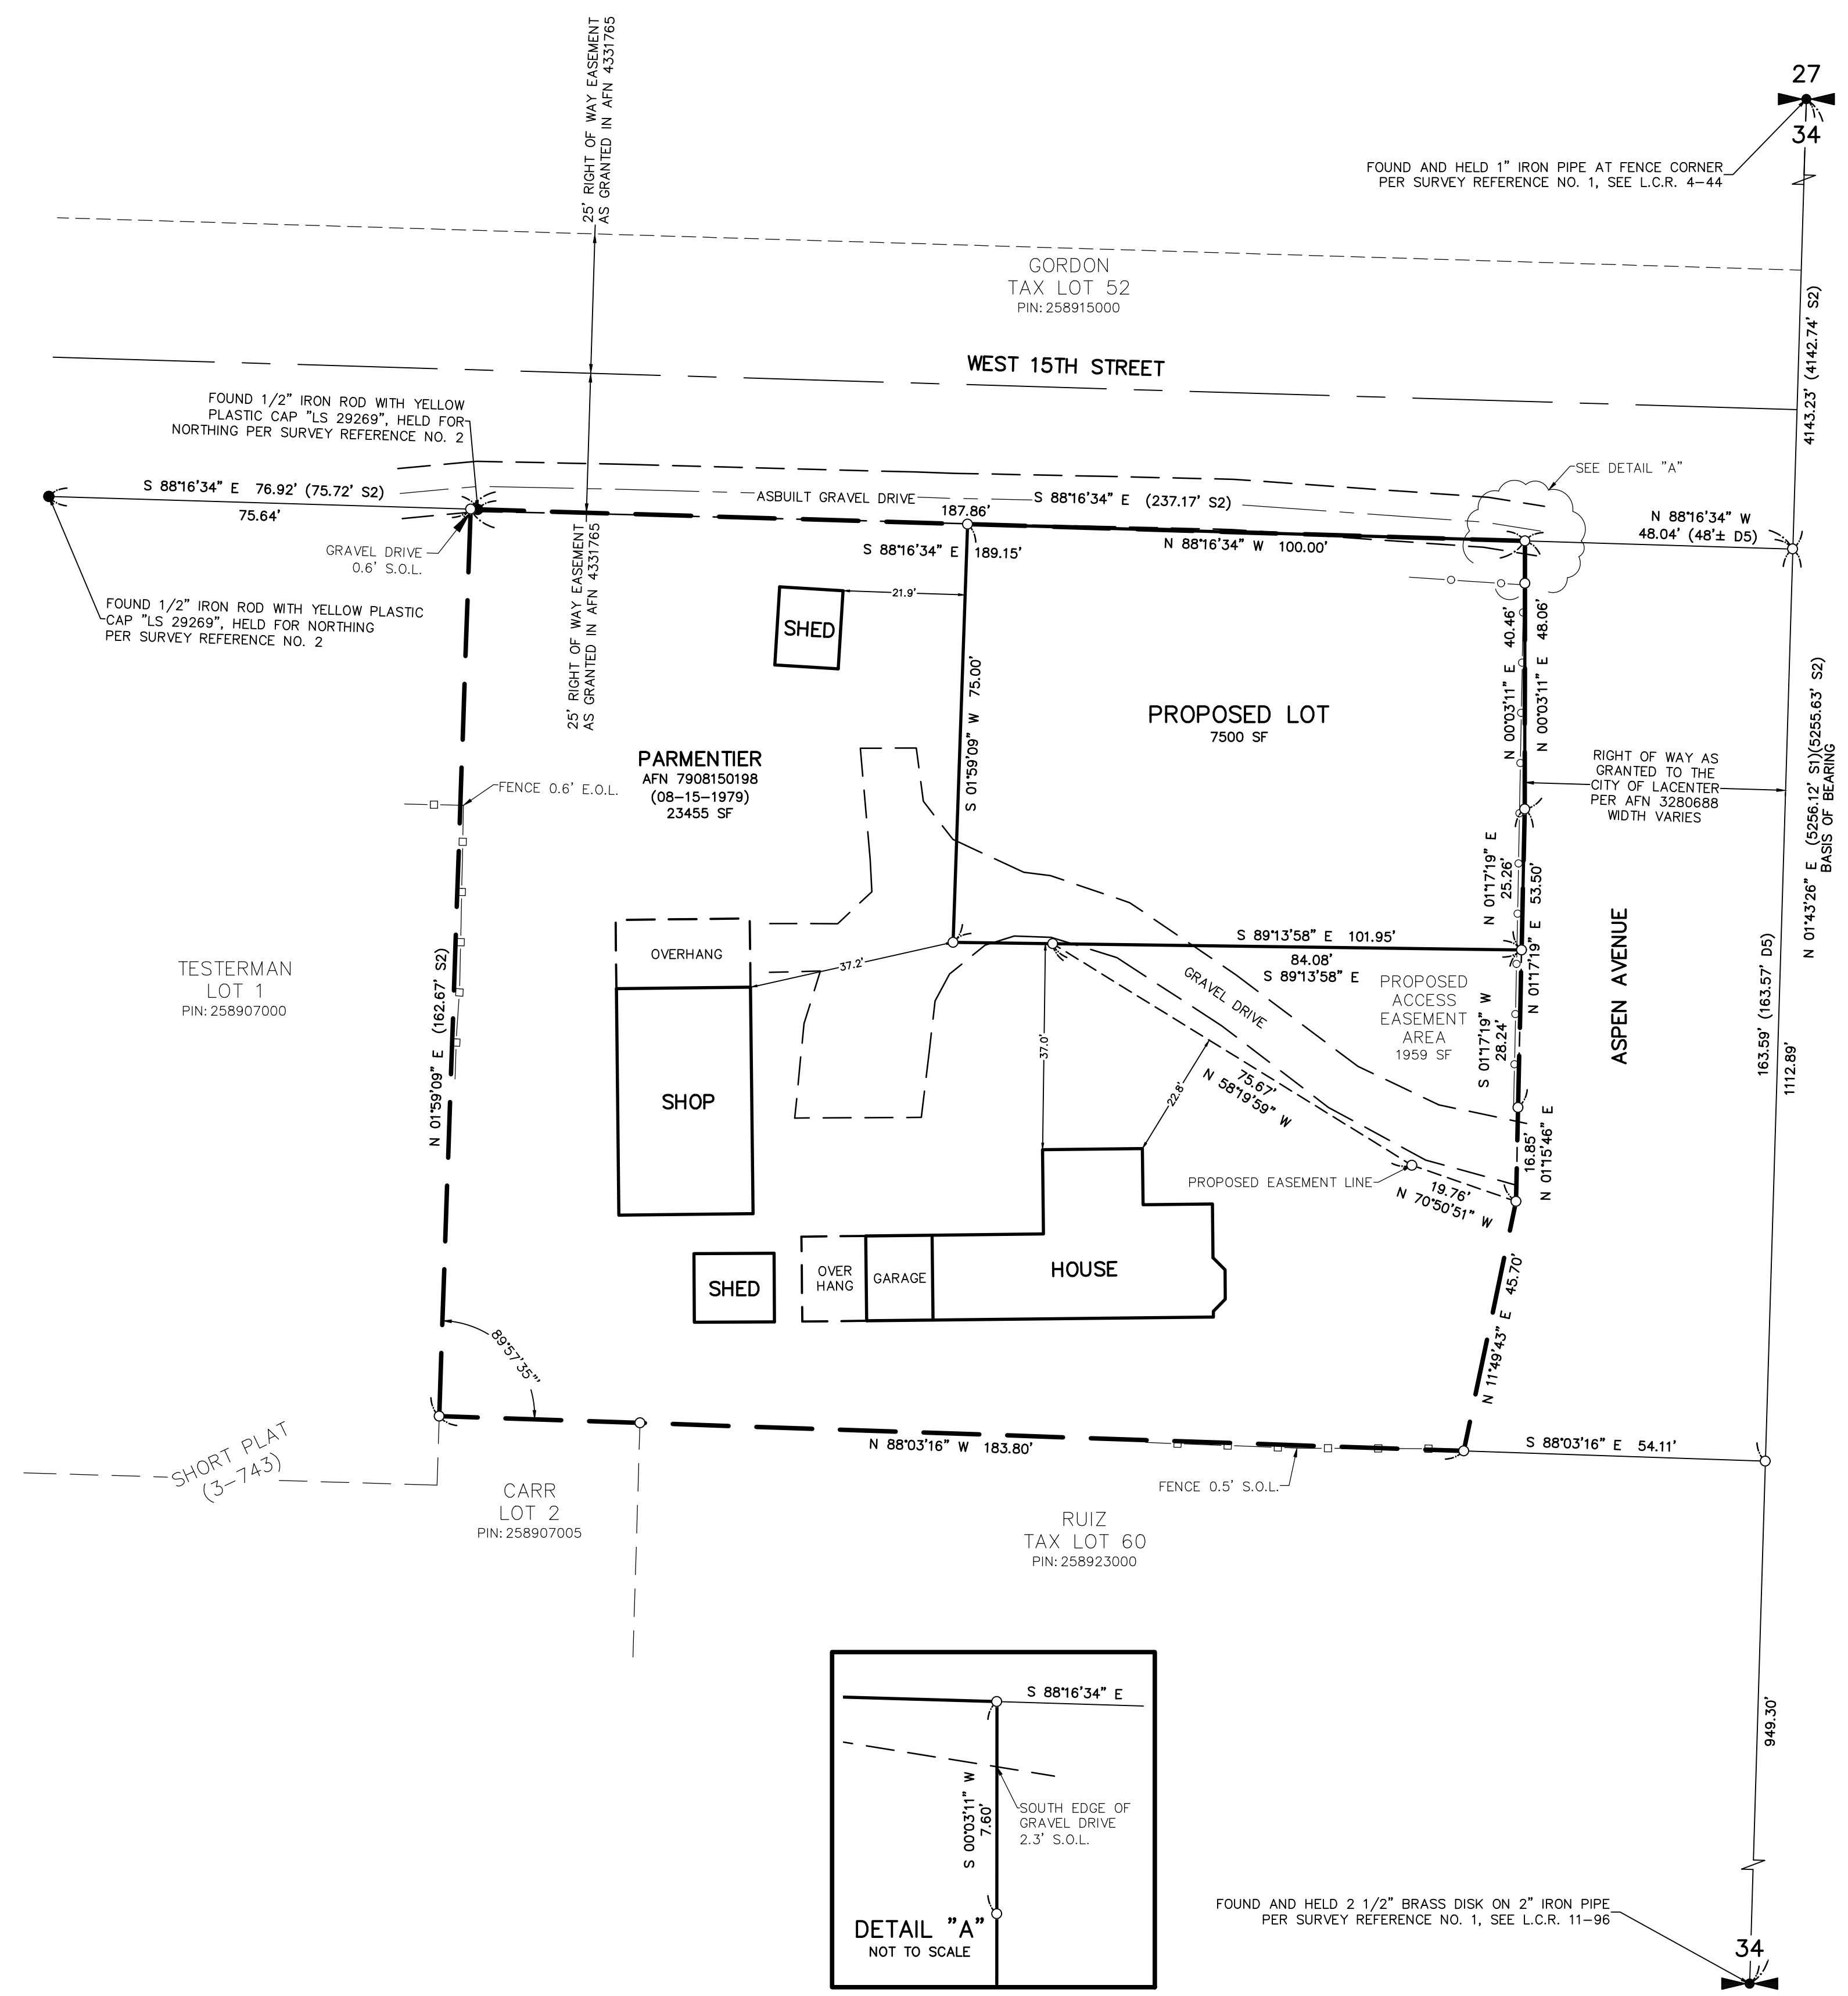 27
34
FOUND AND HELD 1" IRON PIPE AT FENCE CORNER
PER SURVEY REFERENCE NO. 1, SEE L.C.R. 4-44
25' RIGHT OF WAY EASEMENT
AS GRANTED IN AFN 4331765
GORDON
TAX LOT 52
PIN: 258915000
4143.23' (4142.74' S2)
WEST 15TH STREET
FOUND 1/2" IRON ROD WITH YELLOW
PLASTIC CAP "LS 29269", HELD FOR
NORTHING PER SURVEY REFERENCE NO. 2
SEE DETAIL "A"
S 88°16'34" E 76.92' (75.72' S2)
75.64'
ASBUILT GRAVEL DRIVE
S 88°16'34" E (237.17' S2)
187.86'
N 88°16'34" W
48.04' (48'± D5)
GRAVEL DRIVE
0.6' S.O.L.
S 88°16'34" E 189.15'
N 88°16'34" W 100.00'
25' RIGHT OF WAY EASEMENT
AS GRANTED IN AFN 4331765
FOUND 1/2" IRON ROD WITH YELLOW PLASTIC
CAP "LS 29269", HELD FOR NORTHING
PER SURVEY REFERENCE NO. 2
21.9'
SHED
N 00°03'11" E 40.46'
N 00°03'11" E 48.06'
S 01°59'09" W 75.00'
PROPOSED LOT
7500 SF
N 01°43'26" E (5256.12' S1)(5255.63' S2)
BASIS OF BEARING
PARMENTIER
AFN 7908150198
(08-15-1979)
23455 SF
FENCE 0.6' E.O.L.
RIGHT OF WAY AS
GRANTED TO THE
CITY OF LACENTER
PER AFN 3280688
WIDTH VARIES
N 01°17'19" E
25.26'
N 01°17'19" E 53.50'
ASPEN AVENUE
163.59' (163.57' D5)
1112.89'
S 89°13'58" E 101.95'
84.08'
S 89°13'58" E
OVERHANG
37.2'
TESTERMAN
LOT 1
PIN: 258907000
N 01°59'09" E (162.67' S2)
GRAVEL DRIVE
PROPOSED
ACCESS
EASEMENT
AREA
1959 SF
S 01°17'19" W
28.24'
37.0'
75.67'
N 58°19'59" W
22.8'
SHOP
16.85'
N 01°15'46" E
PROPOSED EASEMENT LINE
19.76'
N 70°50'51" W
SHED
OVER
HANG
GARAGE
HOUSE
N 11°49'43" E 45.70'
89°57'35"'
N 88°03'16" W 183.80'
S 88°03'16" E 54.11'
FENCE 0.5' S.O.L.
SHORT PLAT
(3-743)
CARR
LOT 2
PIN: 258907005
RUIZ
TAX LOT 60
PIN: 258923000
949.30'
S 88°16'34" E
S 00°03'11" W
7.60'
SOUTH EDGE OF
GRAVEL DRIVE
2.3' S.O.L.
DETAIL "A"
NOT TO SCALE
FOUND AND HELD 2 1/2" BRASS DISK ON 2" IRON PIPE
PER SURVEY REFERENCE NO. 1, SEE L.C.R. 11-96
34